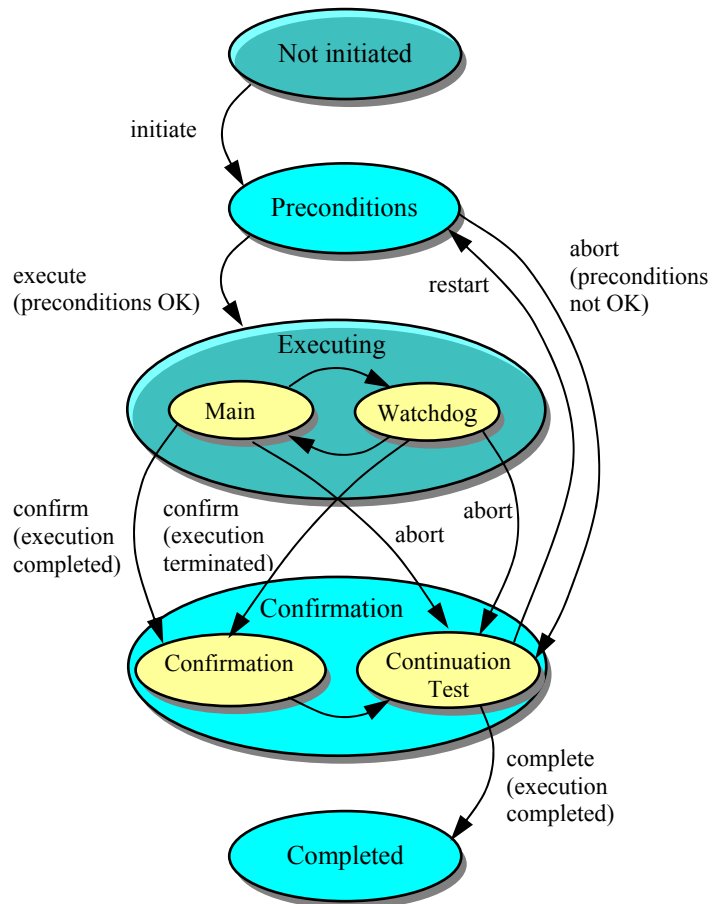 Not initiated
initiate
Preconditions
execute
(preconditions OK)
restart
abort
(preconditions
not OK)
Executing
Main
Watchdog
confirm
(execution
completed)
confirm
(execution
terminated)
abort
abort
Confirmation
Confirmation
Continuation
Test
complete
(execution
completed)
Completed